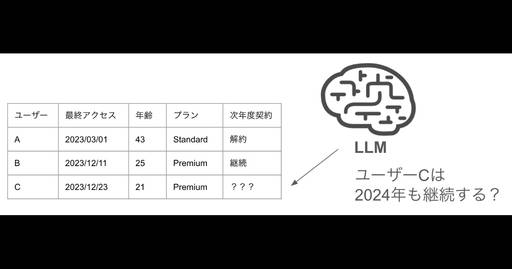 ユーザー 最終アクセス 年齢 プラン 次年度契約
A 2023/03/01 43 Standard 解約
B 2023/12/11 25 Premium 継続
C 2023/12/23 21 Premium ？？？
LLM
ユーザーCは
2024年も継続する？